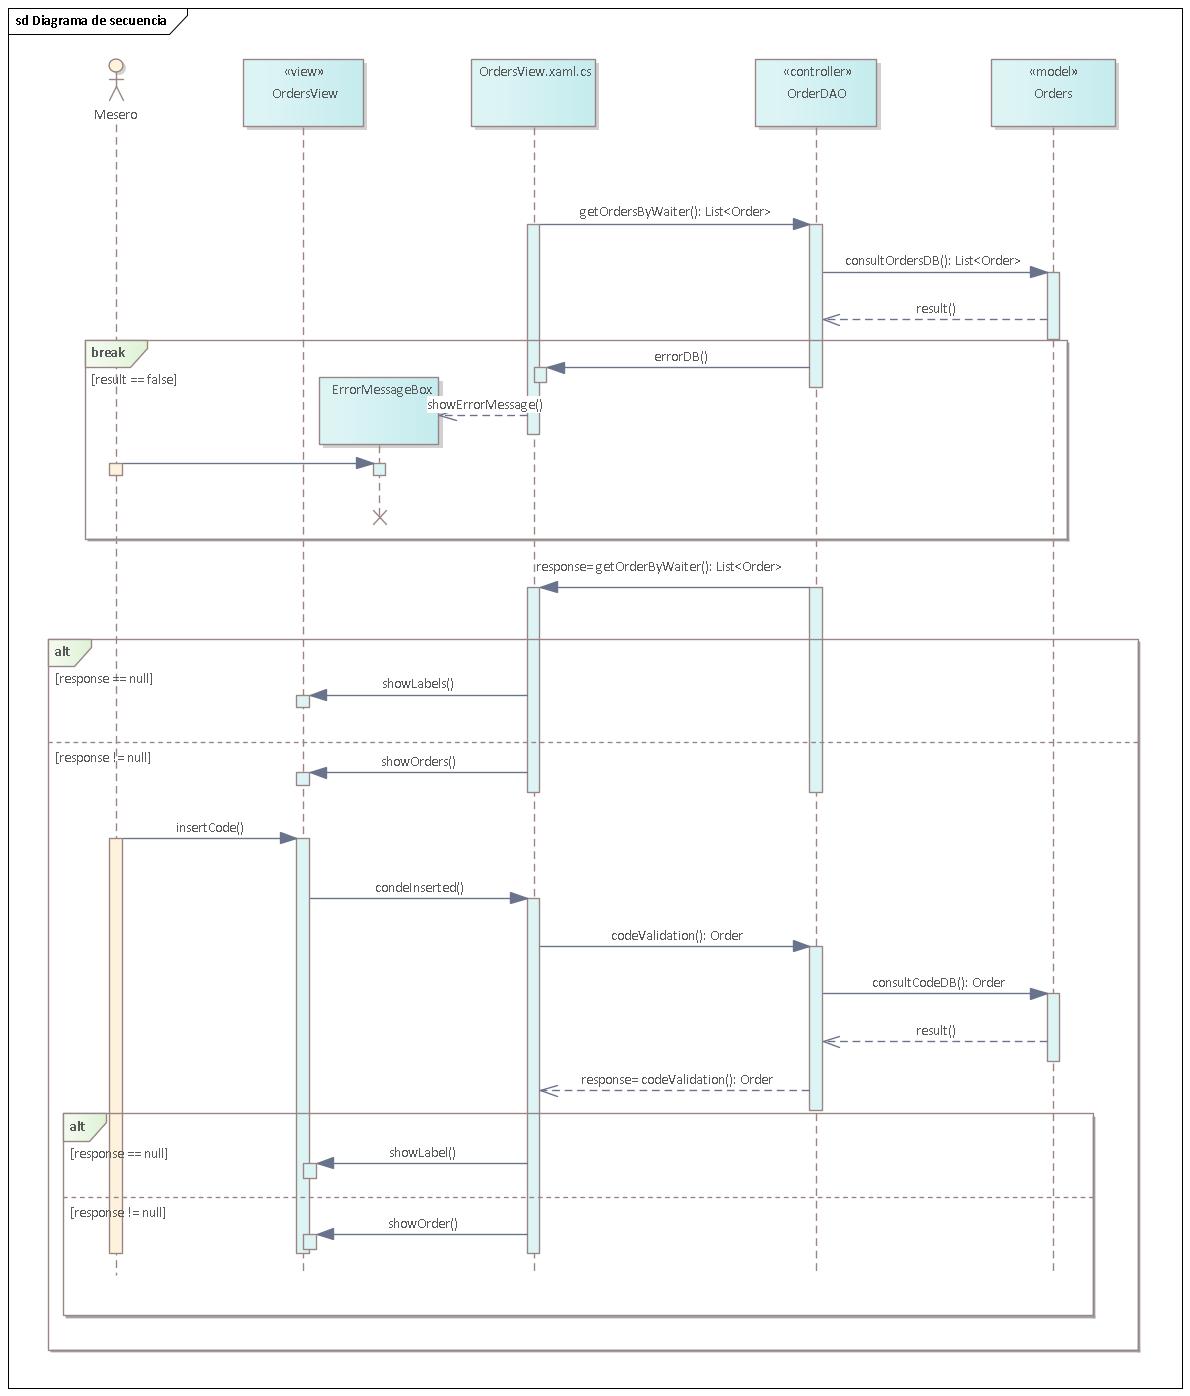 sd Diagrama de secuencia
Mesero
«view»
OrdersView
OrdersView.xaml.cs
«controller»
OrderDAO
«model»
Orders
getOrdersByWaiter(): List<Order>
consultOrdersDB(): List<Order>
result()
break
[result == false]
errorDB()
ErrorMessageBox
showErrorMessage()
response= getOrderByWaiter(): List<Order>
alt
[response == null]
showLabels()
[response != null]
showOrders()
insertCode()
condeInserted()
codeValidation(): Order
consultCodeDB(): Order
result()
response= codeValidation(): Order
alt
[response == null]
showLabel()
[response != null]
showOrder()